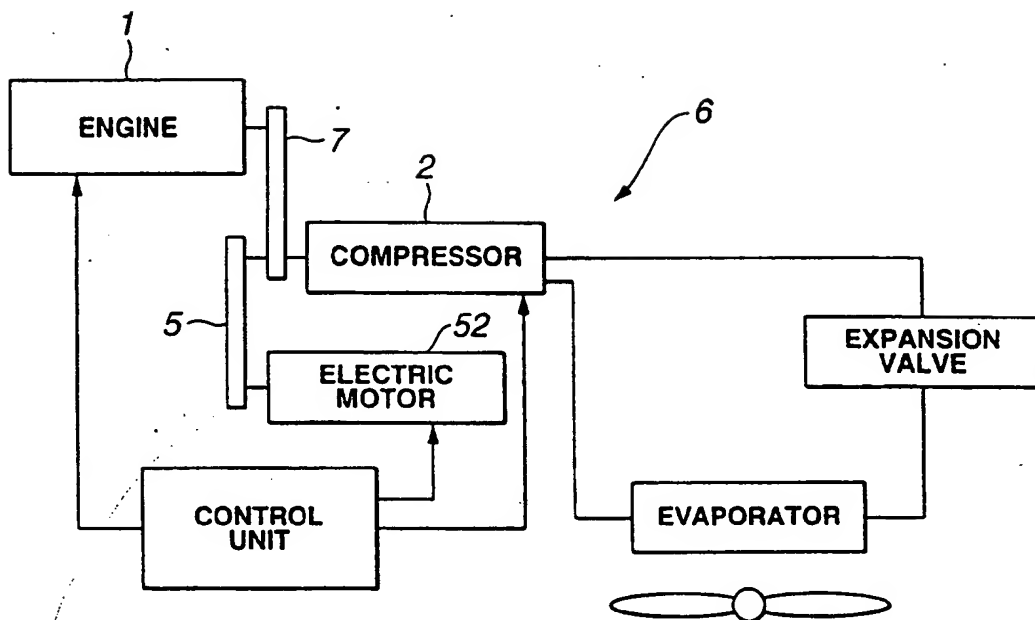 1
ENGINE
7
6
2
COMPRESSOR
5
52
EXPANSION
VALVE
ELECTRIC
MOTOR
CONTROL
UNIT
EVAPORATOR